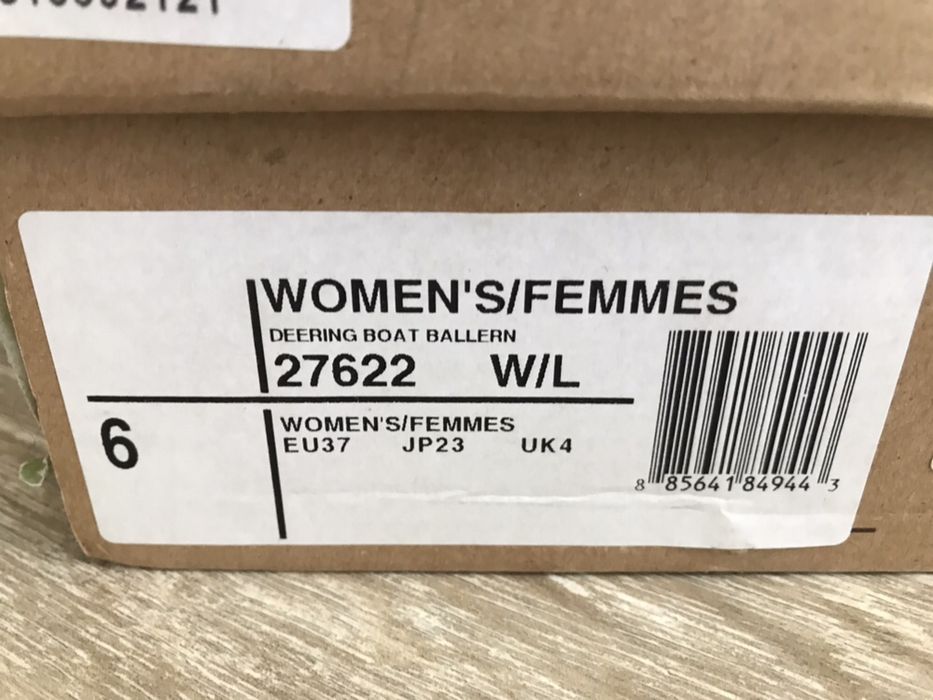 WOMEN'S/FEMMES
DEERING BOAT BALLERN
27622 W/L
6
WOMEN'S/FEMMES
EU37 JP23 UK4
8 85641 84944 3